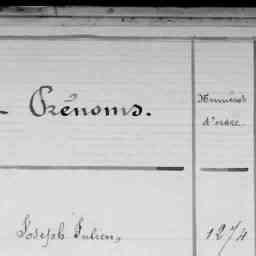 Prénoms.
Numéros
d'ordre
Joseph Julien,
1274